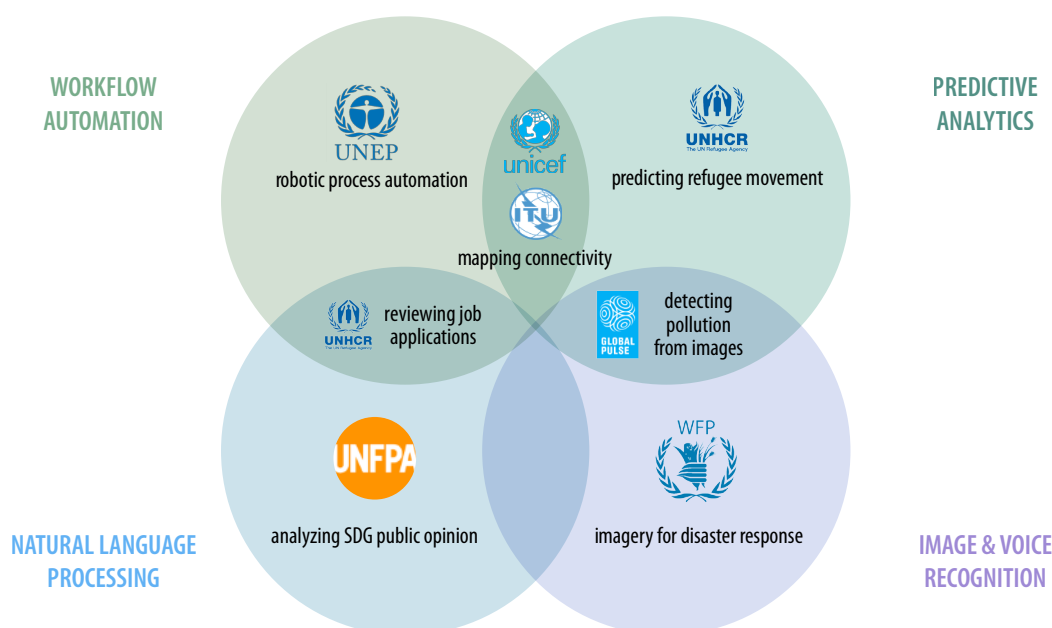 WORKFLOW
AUTOMATION
PREDICTIVE
ANALYTICS
UNEP
robotic process automation
unicef
ITU
mapping connectivity
UNHCR
The UN Refugee Agency
predicting refugee movement
UNHCR
The UN Refugee Agency
reviewing job
applications
GLOBAL
PULSE
detecting
pollution
from images
UNFPA
analyzing SDG public opinion
WFP
imagery for disaster response
NATURAL LANGUAGE
PROCESSING
IMAGE & VOICE
RECOGNITION